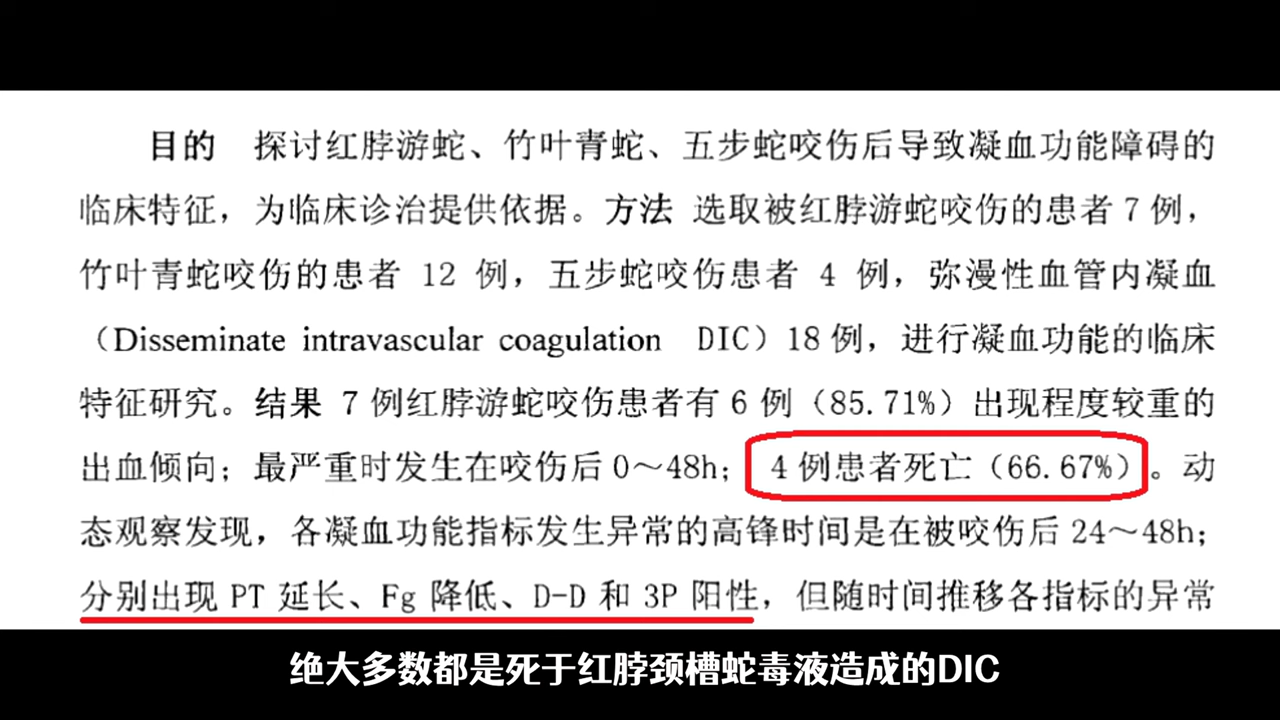 目的 探讨红脖游蛇、竹叶青蛇、五步蛇咬伤后导致凝血功能障碍的
临床特征，为临床诊治提供依据。方法 选取被红脖游蛇咬伤的患者 7 例，
竹叶青蛇咬伤的患者 12 例，五步蛇咬伤患者 4 例，弥漫性血管内凝血
（Disseminate intravascular coagulation DIC）18 例，进行凝血功能的临床
特征研究。结果 7 例红脖游蛇咬伤患者有 6 例（85.71%）出现程度较重的
出血倾向；最严重时发生在咬伤后 0～48h； 4 例患者死亡（66.67%）。动
态观察发现，各凝血功能指标发生异常的高锋时间是在被咬伤后 24～48h；
分别出现 PT 延长、Fg 降低、D-D 和 3P 阳性，但随时间推移各指标的异常
绝大多数都是死于红脖颈槽蛇毒液造成的DIC